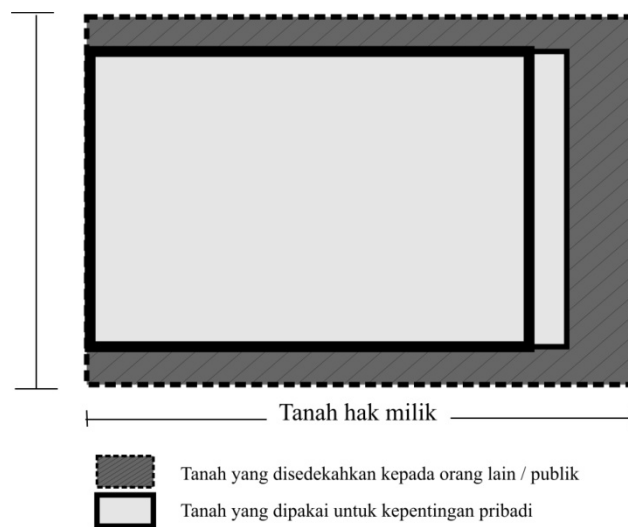 Tanah hak milik
Tanah yang disedekahkan kepada orang lain / publik
Tanah yang dipakai untuk kepentingan pribadi